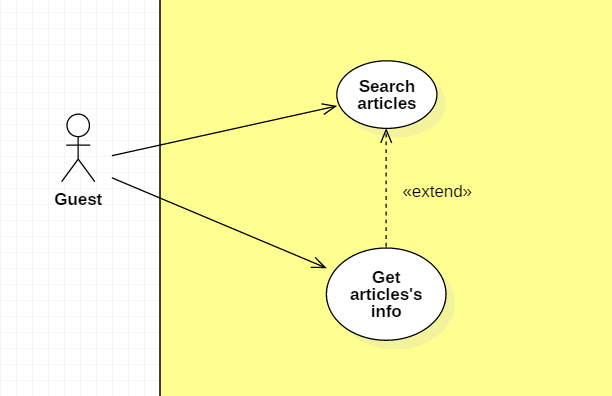 Search
articles
Guest
«extend»
Get
articles's
info